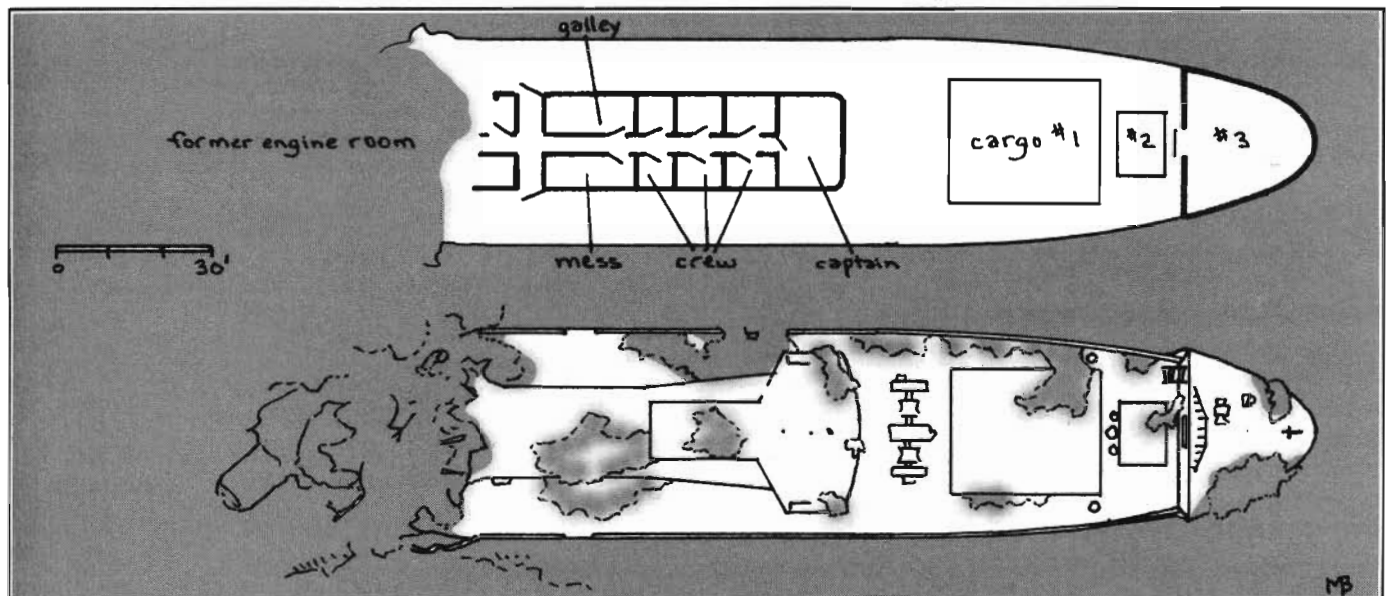 galley
former engine room
cargo #1
#2
#3
0 30'
mess crew captain
MB